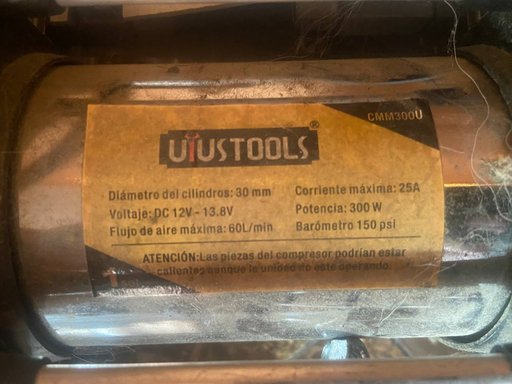 CMM300U
UYUSTOOLS®
Diámetro del cilindros: 30 mm
Voltaje: DC 12V - 13.8V
Flujo de aire máxima: 60L/min
Corriente máxima: 25A
Potencia: 300 W
Barómetro 150 psi
ATENCIÓN: Las piezas del compresor podrían estar
calientes aunque la unidad no esté operando.